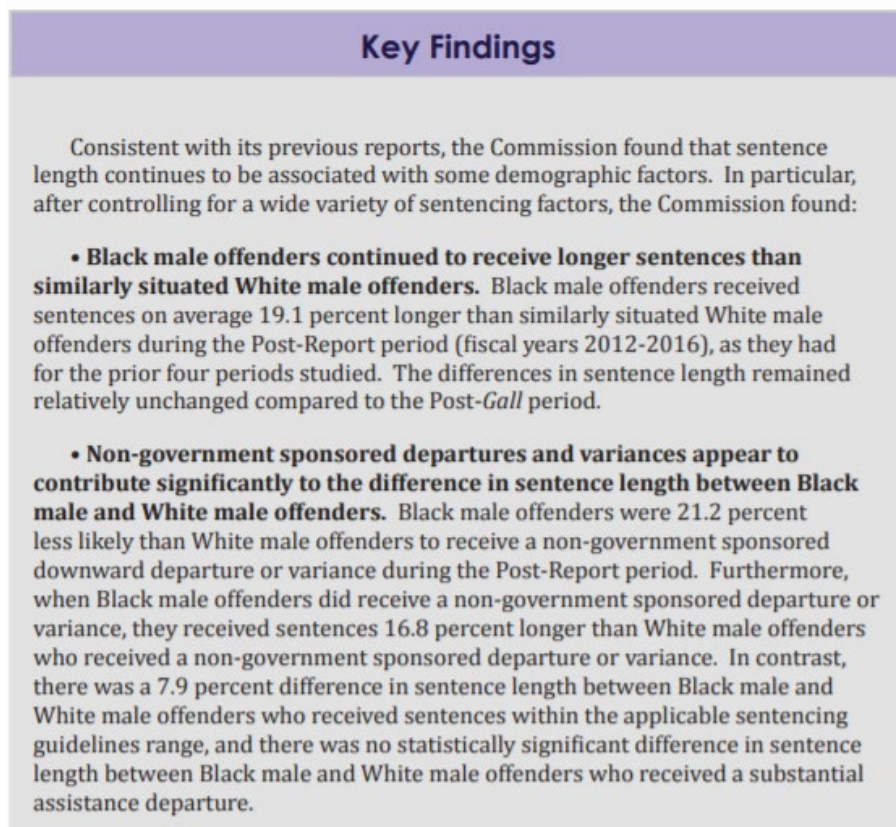 Key Findings
Consistent with its previous reports, the Commission found that sentence
length continues to be associated with some demographic factors. In particular,
after controlling for a wide variety of sentencing factors, the Commission found:
• Black male offenders continued to receive longer sentences than
similarly situated White male offenders. Black male offenders received
sentences on average 19.1 percent longer than similarly situated White male
offenders during the Post-Report period (fiscal years 2012-2016), as they had
for the prior four periods studied. The differences in sentence length remained
relatively unchanged compared to the Post-Gall period.
• Non-government sponsored departures and variances appear to
contribute significantly to the difference in sentence length between Black
male and White male offenders. Black male offenders were 21.2 percent
less likely than White male offenders to receive a non-government sponsored
downward departure or variance during the Post-Report period. Furthermore,
when Black male offenders did receive a non-government sponsored departure or
variance, they received sentences 16.8 percent longer than White male offenders
who received a non-government sponsored departure or variance. In contrast,
there was a 7.9 percent difference in sentence length between Black male and
White male offenders who received sentences within the applicable sentencing
guidelines range, and there was no statistically significant difference in sentence
length between Black male and White male offenders who received a substantial
assistance departure.